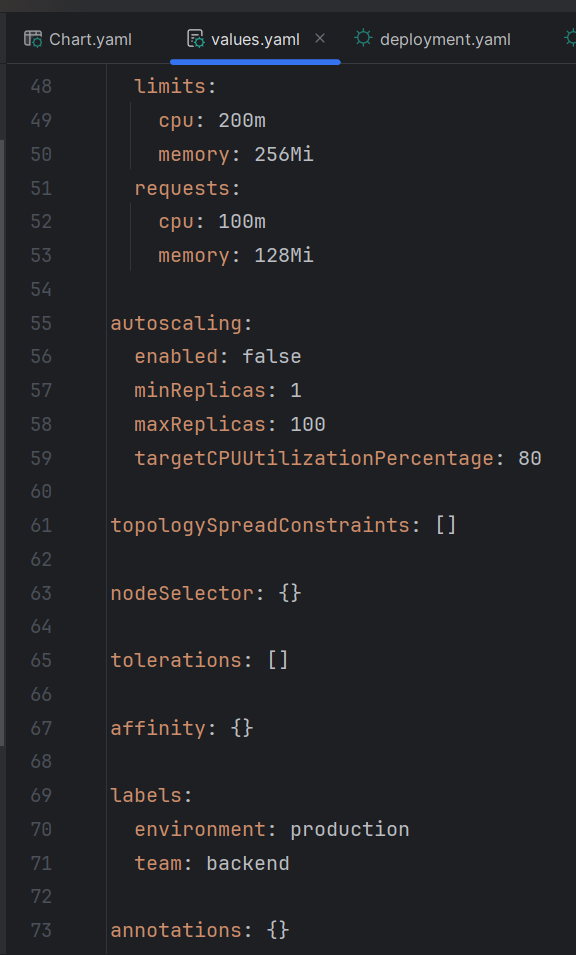 Chart.yaml values.yaml × deployment.yaml
48 limits:
49 cpu: 200m
50 memory: 256Mi
51 requests:
52 cpu: 100m
53 memory: 128Mi
54
55 autoscaling:
56 enabled: false
57 minReplicas: 1
58 maxReplicas: 100
59 targetCPUUtilizationPercentage: 80
60
61 topologySpreadConstraints: []
62
63 nodeSelector: {}
64
65 tolerations: []
66
67 affinity: {}
68
69 labels:
70 environment: production
71 team: backend
72
73 annotations: {}